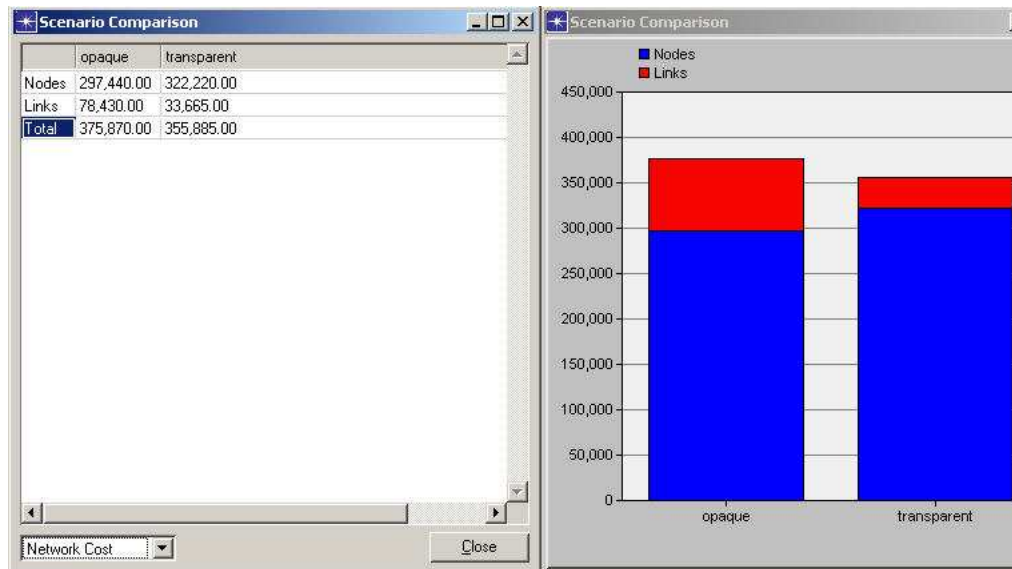 Scenario Comparison
opaque transparent
Nodes 297,440.00 322,220.00
Links 78,430.00 33,665.00
Total 375,870.00 355,885.00
Network Cost
Close
Scenario Comparison
Nodes
Links
450,000
400,000
350,000
300,000
250,000
200,000
150,000
100,000
50,000
0
opaque transparent